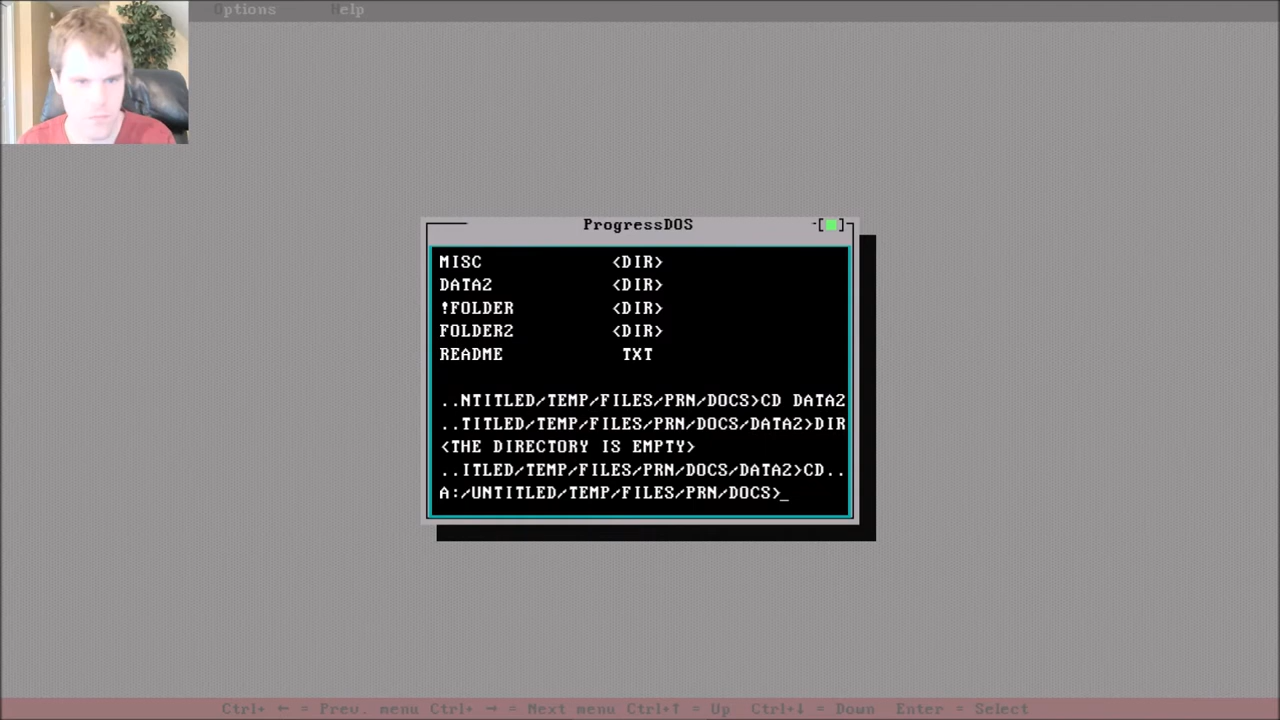 Options Help
ProgressDOS
MISC <DIR>
DATA2 <DIR>
!FOLDER <DIR>
FOLDER2 <DIR>
README TXT
..NTITLED/TEMP/FILES/PRN/DOCS>CD DATA2
..TITLED/TEMP/FILES/PRN/DOCS/DATA2>DIR
<THE DIRECTORY IS EMPTY>
..ITLED/TEMP/FILES/PRN/DOCS/DATA2>CD..
A:/UNTITLED/TEMP/FILES/PRN/DOCS>_
Ctrl+ ← = Prev. menu Ctrl+ → = Next menu Ctrl+↑ = Up Ctrl+↓ = Down Enter = Select